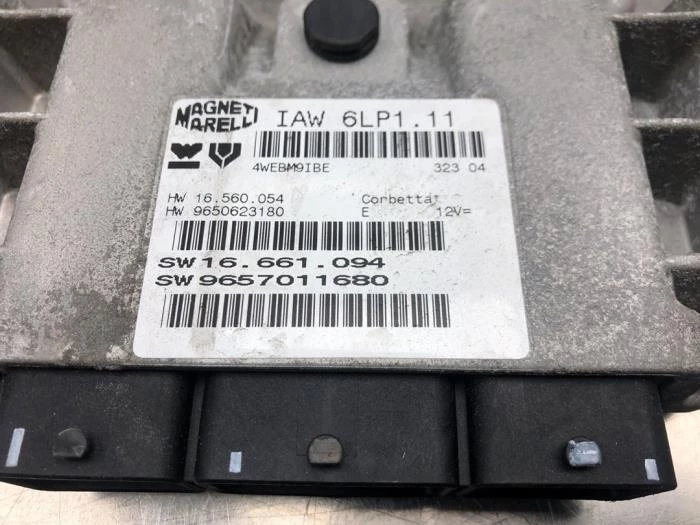 MAGNETI
MARELLI
IAW 6LP1.11
4WEBM9IBE 323 04
HW 16.560.054 Corbetta
HW 9650623180 E 12V=
SW 16.661.094
SW 9657011680